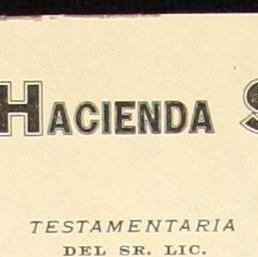 HACIENDA S
TESTAMENTARIA
DEL SR. LIC.